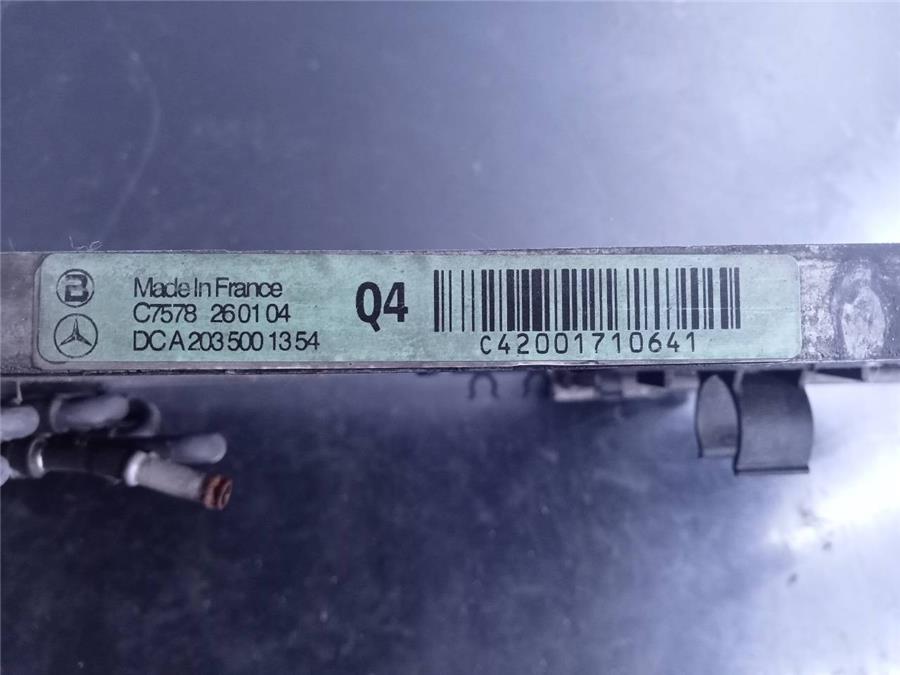 B
Made In France
C7578 26 01 04
DC A 203 500 13 54
Q4
C42001710641